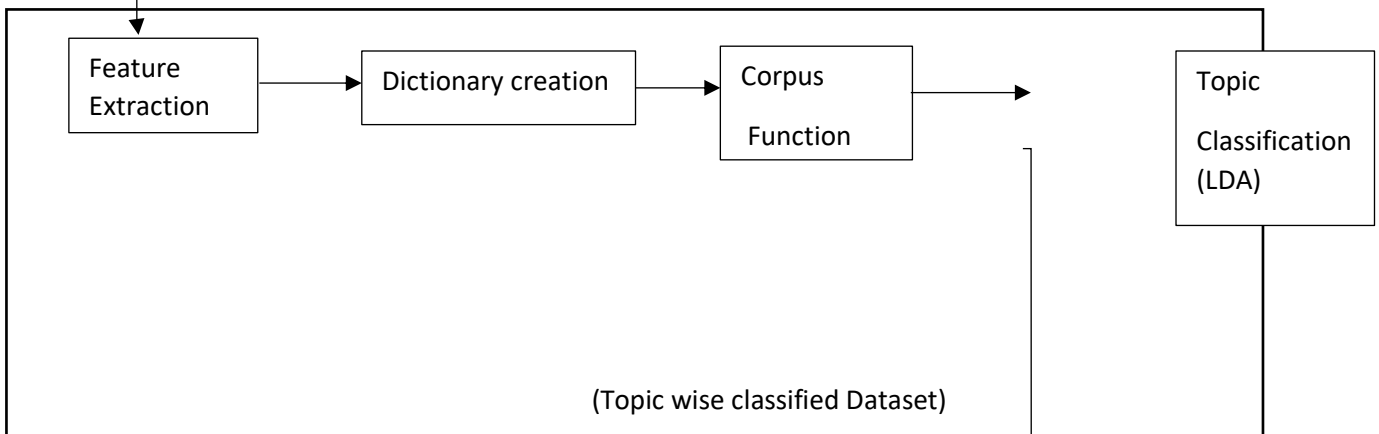 Feature
Extraction
Dictionary creation
Corpus
Function
Topic
Classification
(LDA)
(Topic wise classified Dataset)